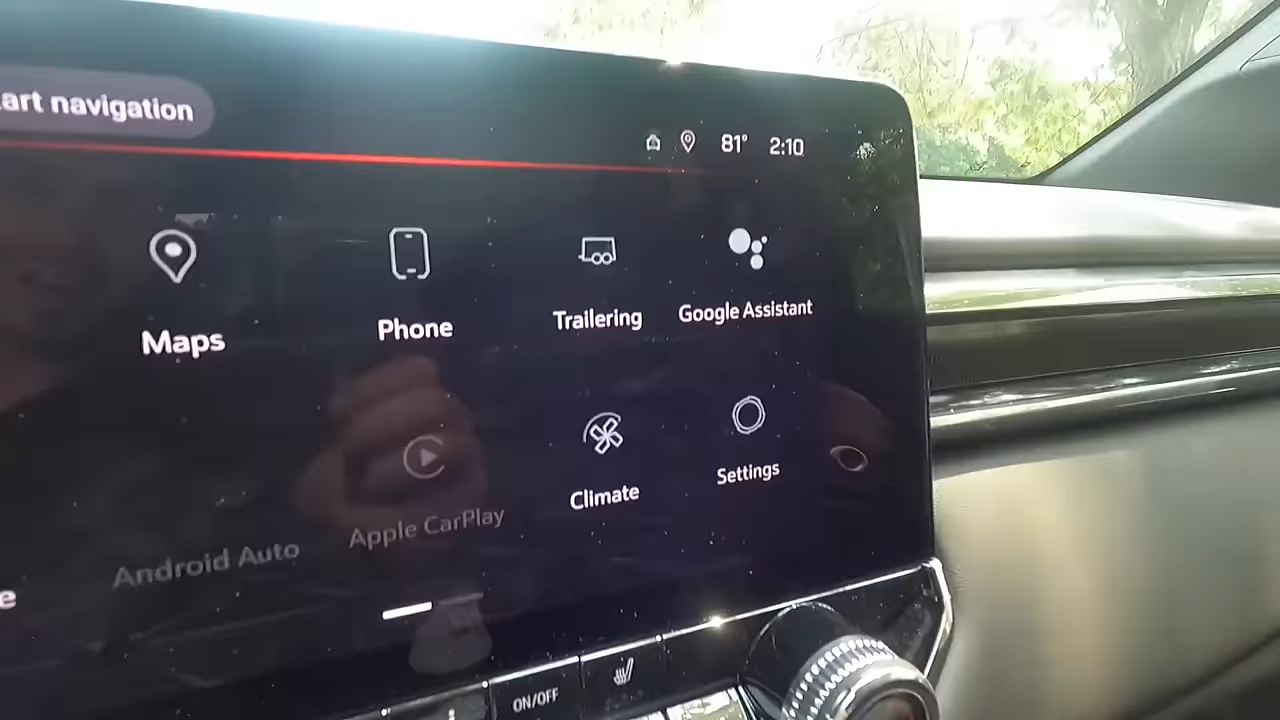 art navigation
81° 2:10
Maps
Phone
Trailering
Google Assistant
Android Auto
Apple CarPlay
Climate
Settings
e
ON/OFF